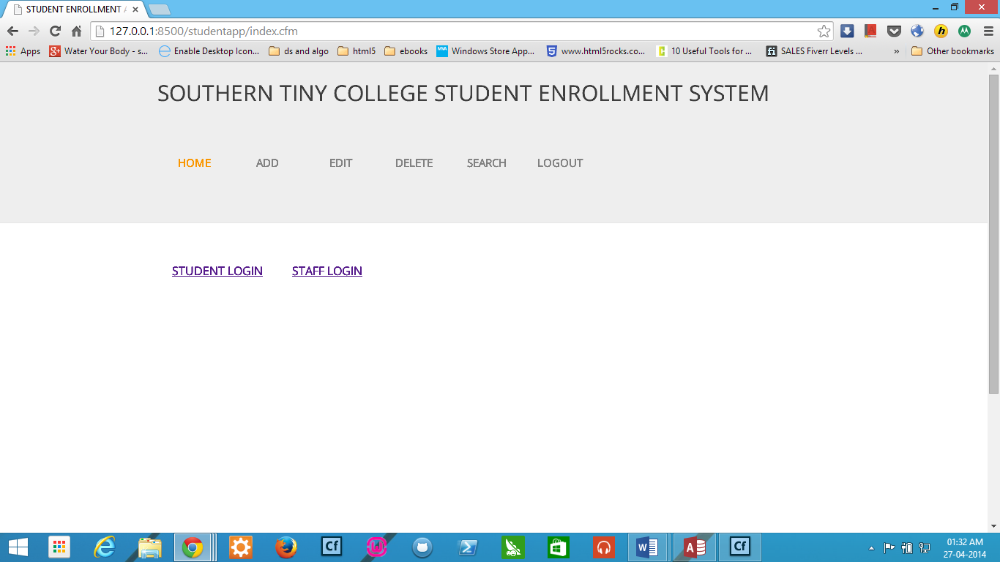 STUDENT ENROLLMENT A
127.0.0.1:8500/studentapp/index.cfm
Apps Water Your Body - s... Enable Desktop Icon... ds and algo html5 ebooks Windows Store App... www.html5rocks.co... 10 Useful Tools for ... SALES Fiverr Levels ... » Other bookmarks
SOUTHERN TINY COLLEGE STUDENT ENROLLMENT SYSTEM
HOME ADD EDIT DELETE SEARCH LOGOUT
STUDENT LOGIN STAFF LOGIN
01:32 AM
27-04-2014